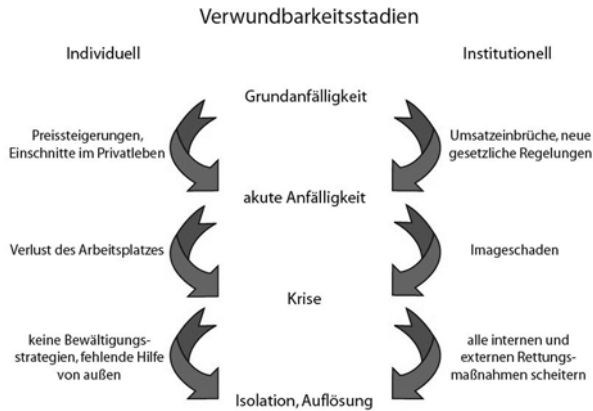 Verwundbarkeitsstadien
Individuell
Institutionell
Grundanfälligkeit
Preissteigerungen,
Einschnitte im Privatleben
Umsatzeinbrüche, neue
gesetzliche Regelungen
akute Anfälligkeit
Verlust des Arbeitsplatzes
Imageschaden
Krise
keine Bewältigungs-
strategien, fehlende Hilfe
von außen
alle internen und
externen Rettungs-
maßnahmen scheitern
Isolation, Auflösung